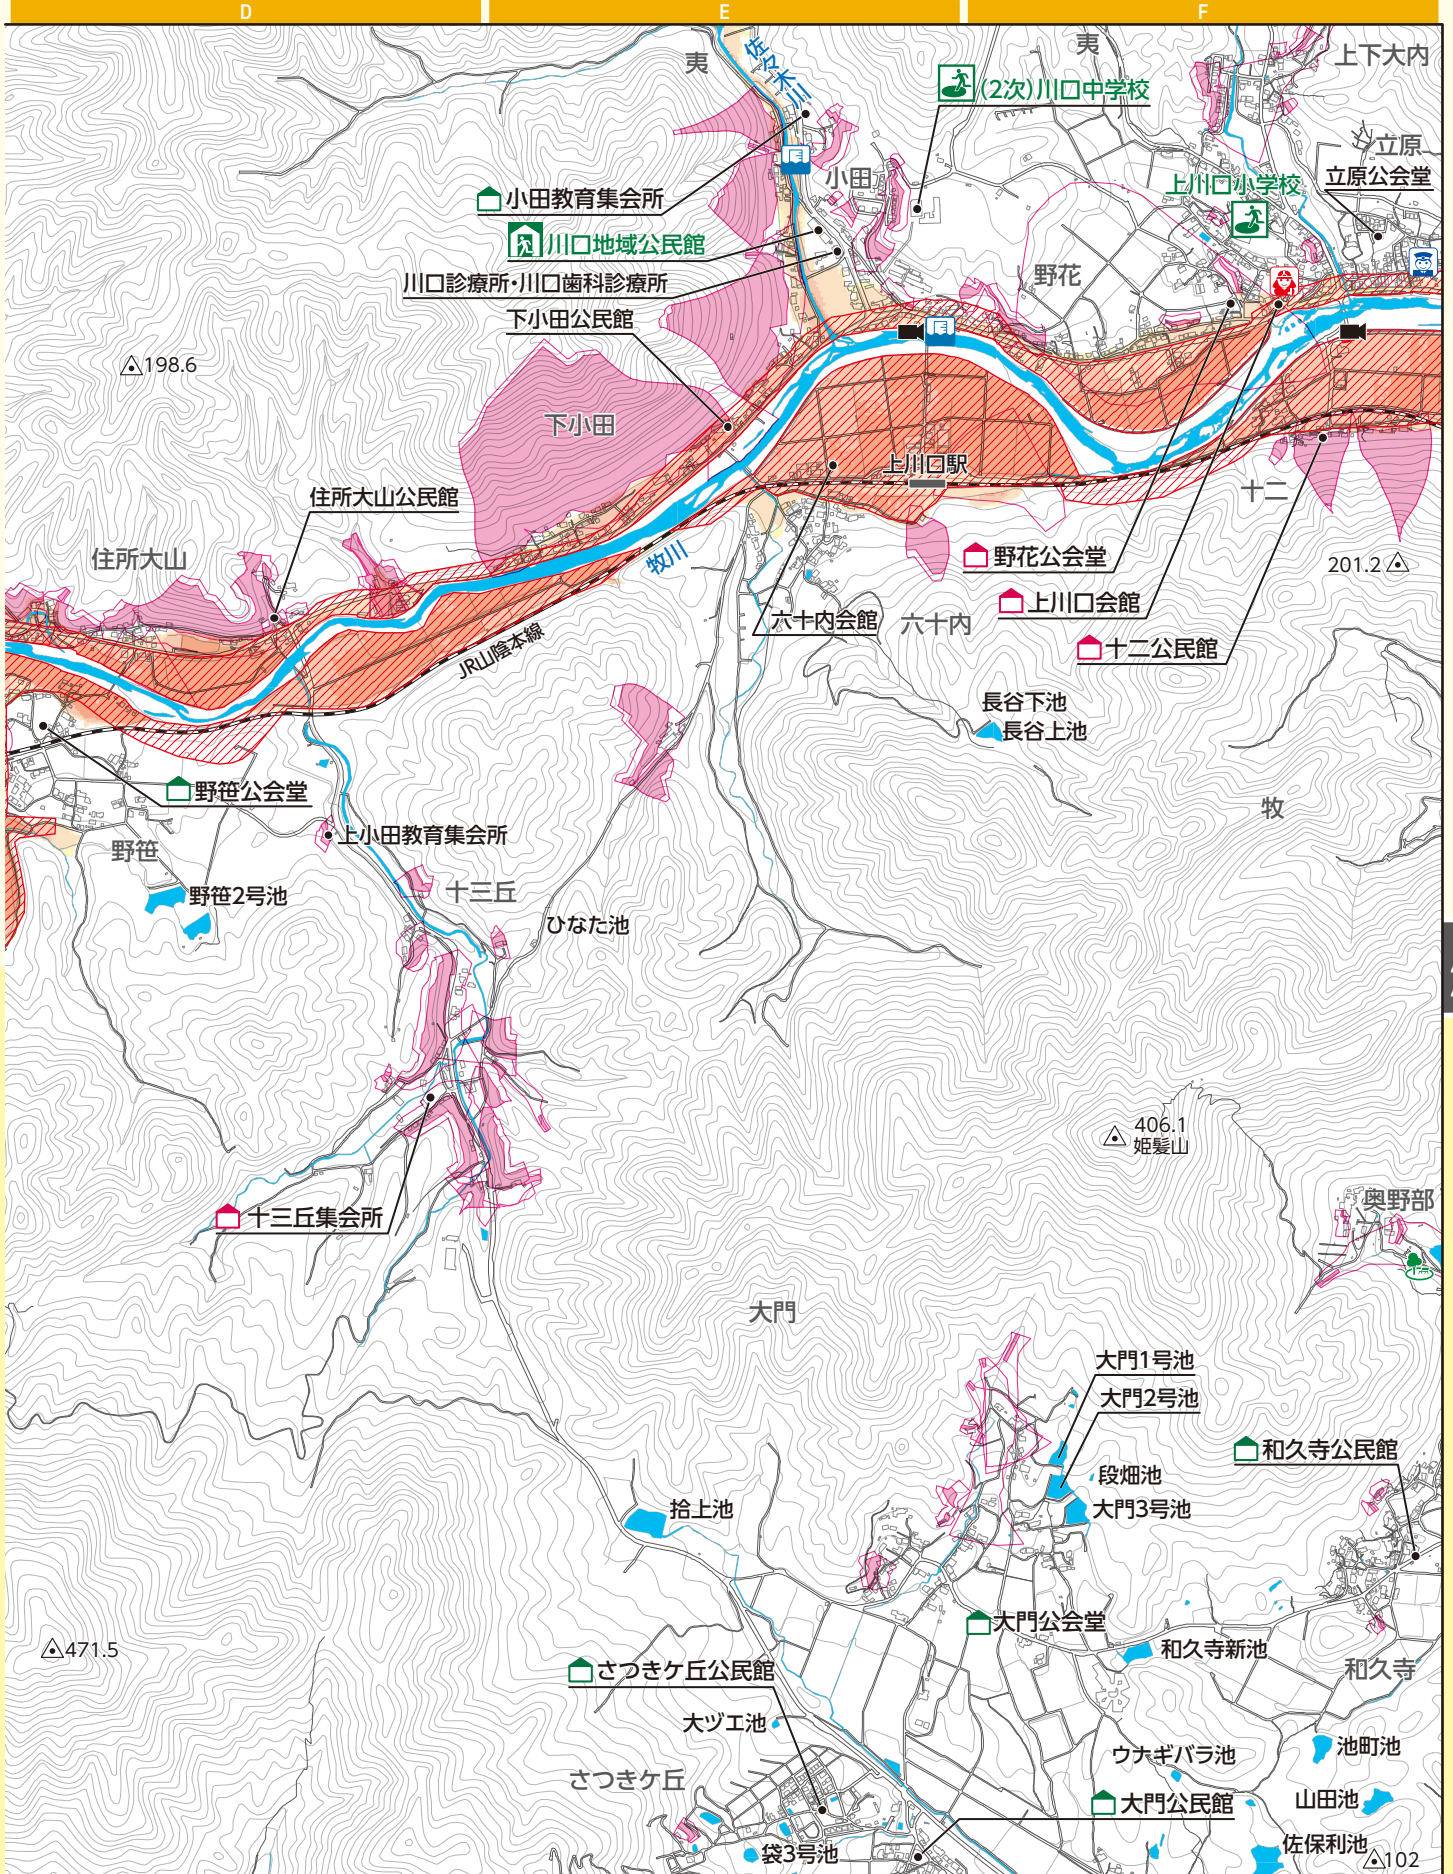 D
E
F
夷
佐々木川
夷
上下大内
(2次)川口中学校
立原
小田
上川口小学校
立原公会堂
小田教育集会所
川口地域公民館
川口診療所・川口歯科診療所
野花
下小田公民館
198.6
下小田
上川口駅
住所大山公民館
十二
住所大山
牧川
野花公会堂
201.2
上川口会館
六十内会館
六十内
JR山陰本線
十二公民館
長谷下池
長谷上池
野笹公会堂
牧
上小田教育集会所
野笹
十三丘
野笹2号池
ひなた池
406.1
姫髪山
奥野部
十三丘集会所
大門
大門1号池
大門2号池
和久寺公民館
段畑池
拾上池
大門3号池
大門公会堂
471.5
和久寺新池
さつきケ丘公民館
和久寺
大ヅエ池
池町池
ウナギバラ池
さつきケ丘
山田池
大門公民館
佐保利池
袋3号池
102